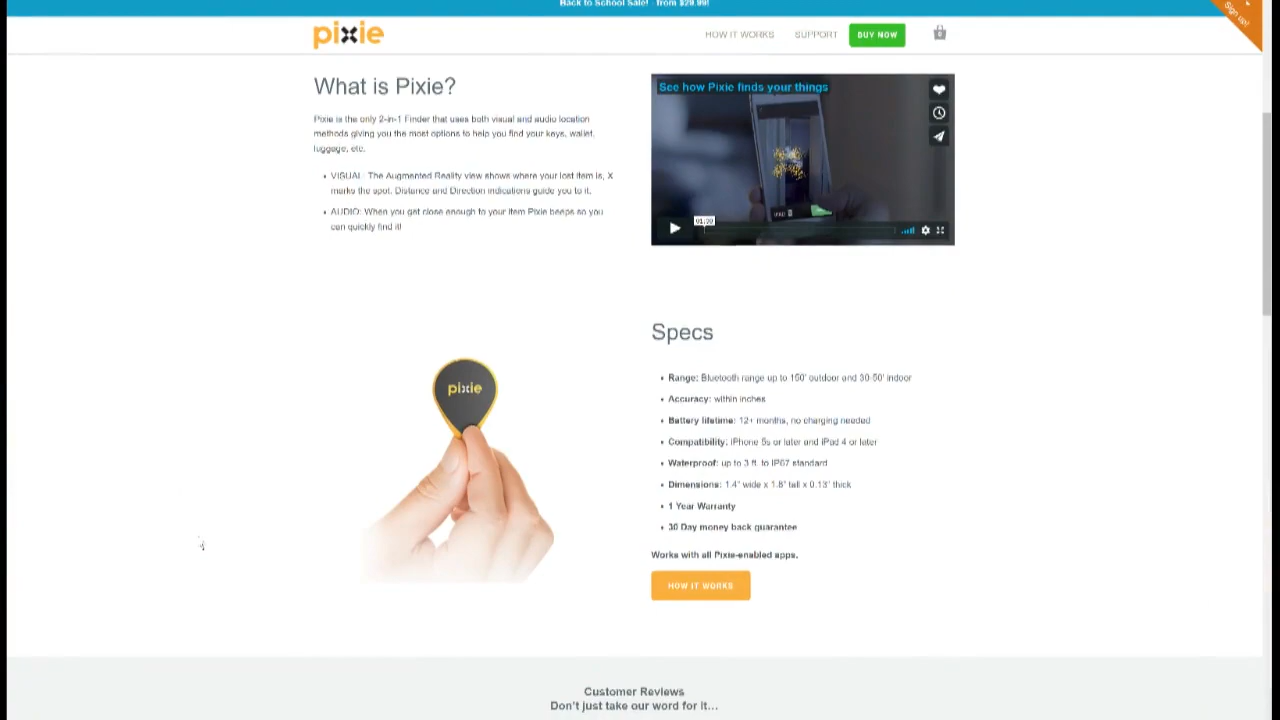 Back to School Sale! from $29.99!
Sign up!
pixie
HOW IT WORKS
SUPPORT
BUY NOW
0
What is Pixie?
Pixie is the only 2-in-1 Finder that uses both visual and audio location
methods giving you the most options to help you find your keys, wallet,
luggage, etc.
• VISUAL: The Augmented Reality view shows where your lost item is, X
marks the spot. Distance and Direction indications guide you to it.
• AUDIO: When you get close enough to your item Pixie beeps so you
can quickly find it!
See how Pixie finds your things
01:00
pixie
Specs
• Range: Bluetooth range up to 150' outdoor and 30-50' indoor
• Accuracy: within inches
• Battery lifetime: 12+ months, no charging needed
• Compatibility: iPhone 5s or later and iPad 4 or later
• Waterproof: up to 3 ft. to IP67 standard
• Dimensions: 1.4" wide x 1.8" tall x 0.13" thick
• 1 Year Warranty
• 30 Day money back guarantee
Works with all Pixie-enabled apps.
HOW IT WORKS
Customer Reviews
Don't just take our word for it...